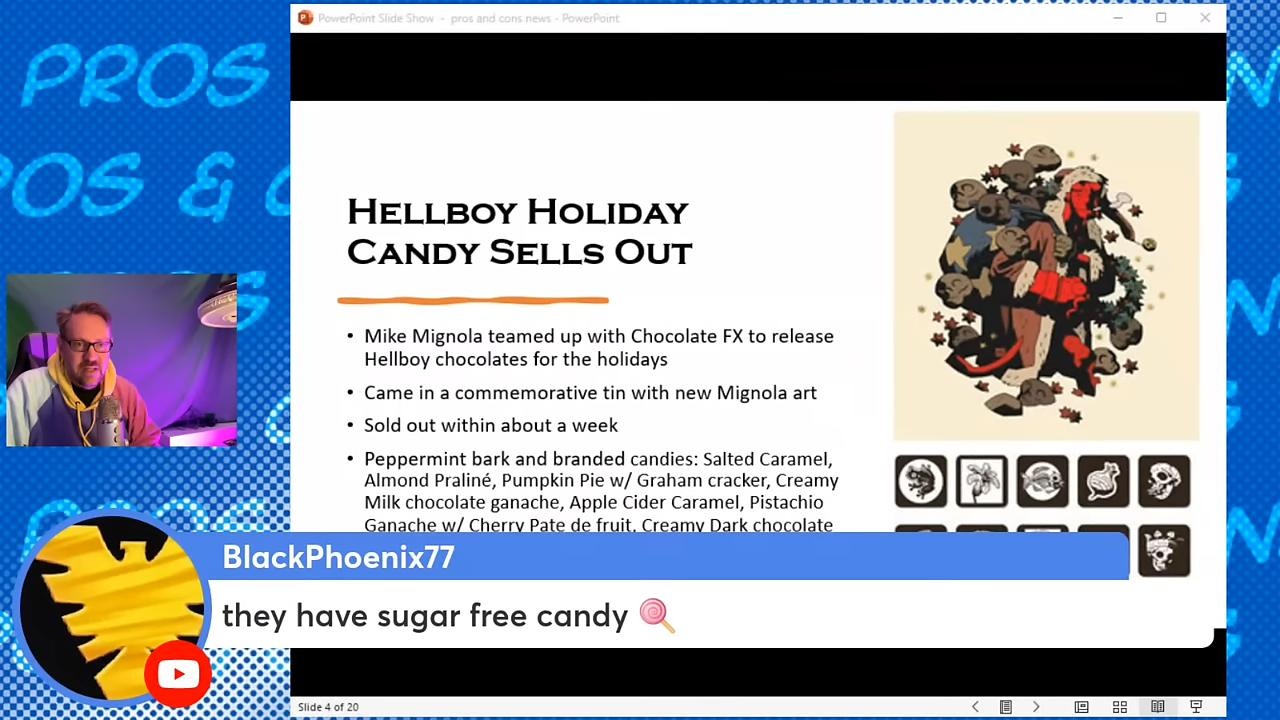 PowerPoint Slide Show - pros and cons news - PowerPoint
PROS
OS & C
HELLBOY HOLIDAY
CANDY SELLS OUT
• Mike Mignola teamed up with Chocolate FX to release
Hellboy chocolates for the holidays
• Came in a commemorative tin with new Mignola art
• Sold out within about a week
• Peppermint bark and branded candies: Salted Caramel,
Almond Praliné, Pumpkin Pie w/ Graham cracker, Creamy
Milk chocolate ganache, Apple Cider Caramel, Pistachio
Ganache w/ Cherry Pate de fruit, Creamy Dark chocolate
BlackPhoenix77
they have sugar free candy 🍭
Slide 4 of 20